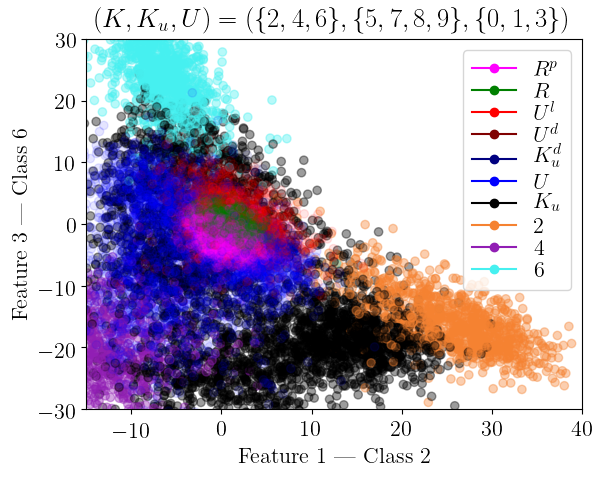 (K, K_u, U) = ({2, 4, 6}, {5, 7, 8, 9}, {0, 1, 3})
30
20
10
0
−10
−20
−30
Feature 3 — Class 6
R^p
R
U^l
U^d
K_u^d
U
K_u
2
4
6
−10
0
10
20
30
40
Feature 1 — Class 2